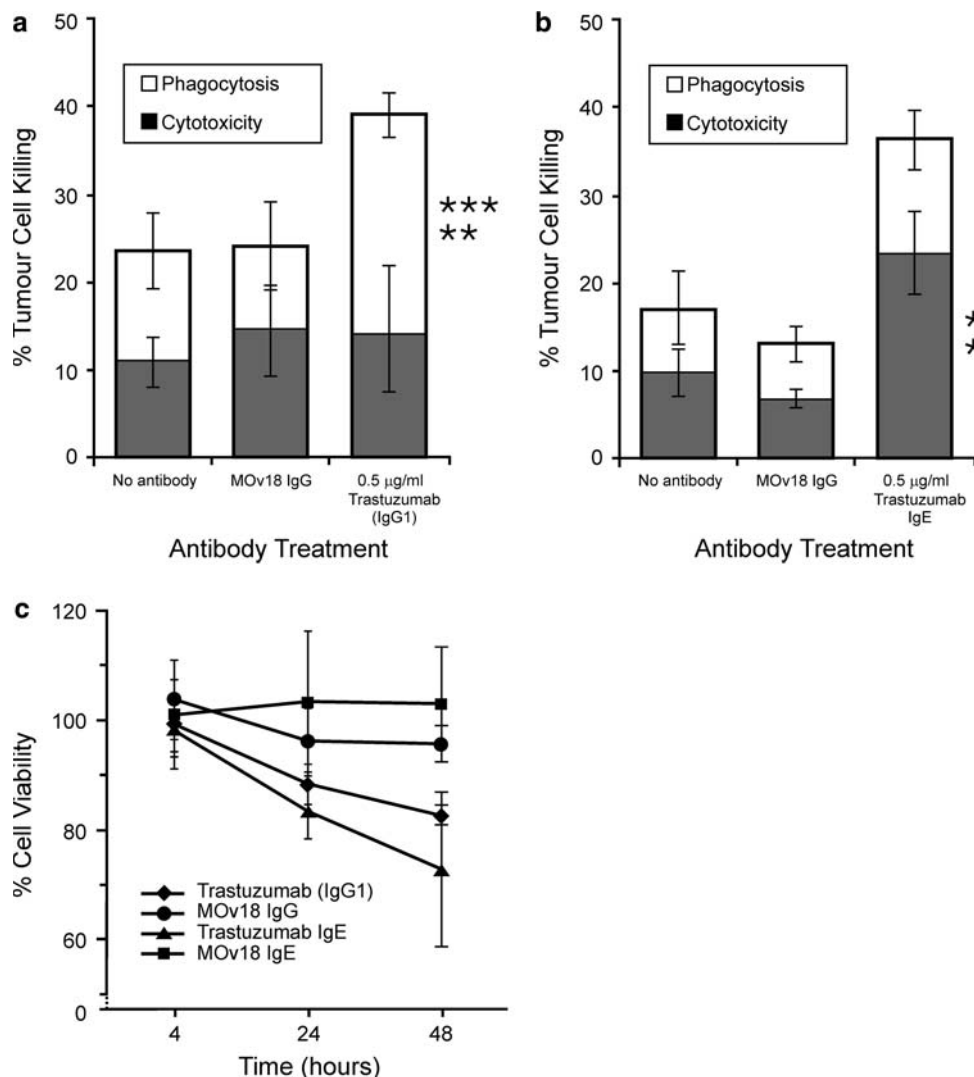 a
50
40
30
20
10
0
% Tumour Cell Killing
Phagocytosis
Cytotoxicity
***
**
No antibody
MOv18 IgG
0.5 µg/ml
Trastuzumab
(IgG1)
Antibody Treatment
b
50
40
30
20
10
0
% Tumour Cell Killing
Phagocytosis
Cytotoxicity
*
*
No antibody
MOv18 IgG
0.5 µg/ml
Trastuzumab
IgE
Antibody Treatment
c
120
100
80
60
0
% Cell Viability
Trastuzumab (IgG1)
MOv18 IgG
Trastuzumab IgE
MOv18 IgE
4
24
48
Time (hours)